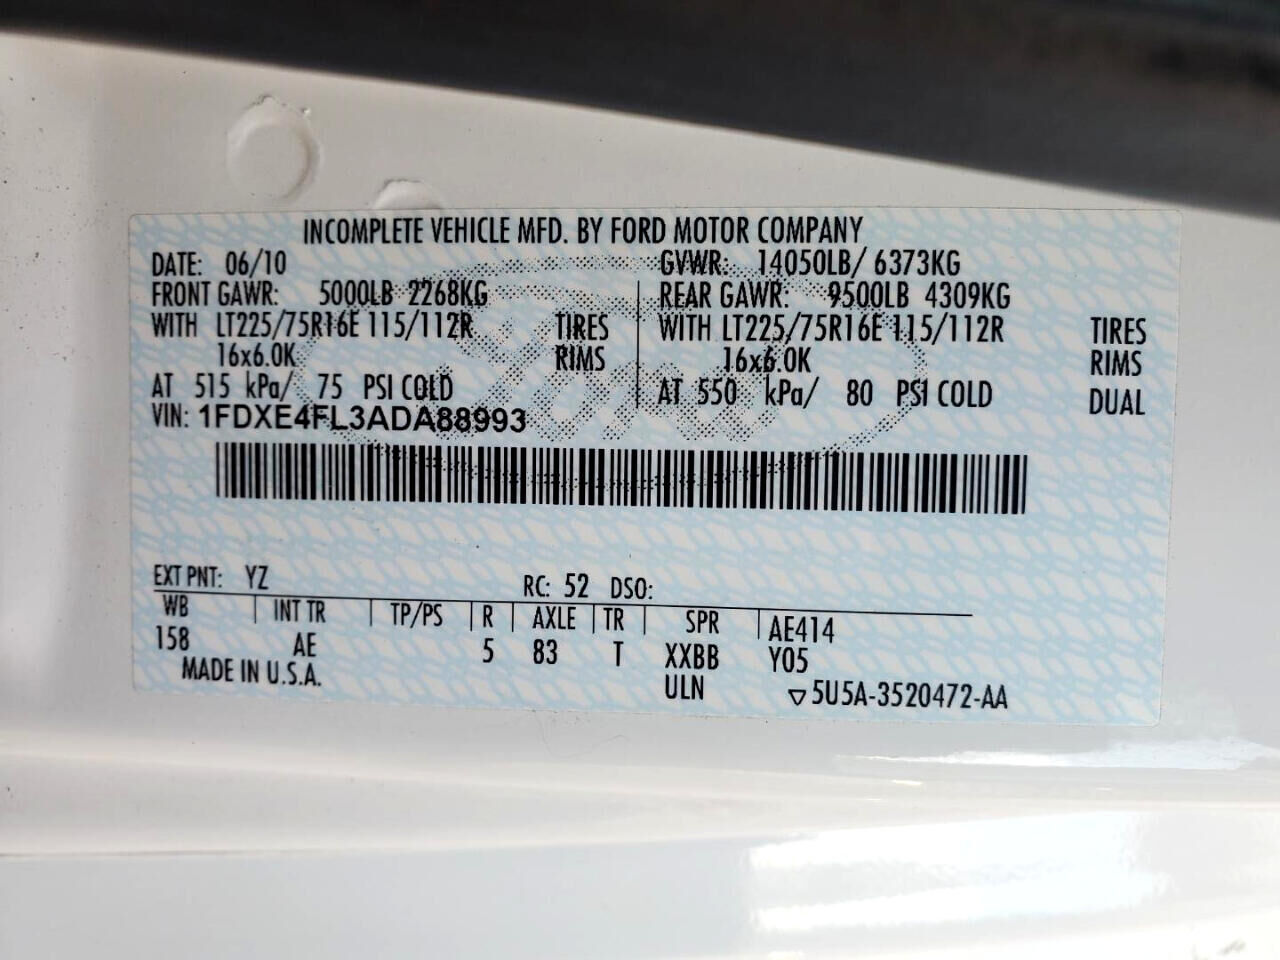 INCOMPLETE VEHICLE MFD. BY FORD MOTOR COMPANY
DATE: 06/10 GVWR: 14050LB/ 6373KG
FRONT GAWR: 5000LB 2268KG REAR GAWR: 9500LB 4309KG
WITH LT225/75R16E 115/112R TIRES WITH LT225/75R16E 115/112R TIRES
16x6.0K RIMS 16x6.0K RIMS
AT 515 kPa/ 75 PSI COLD AT 550 kPa/ 80 PSI COLD DUAL
VIN: 1FDXE4FL3ADA88993
EXT PNT: YZ RC: 52 DSO:
WB INT TR TP/PS R AXLE TR SPR AE414
158 AE 5 83 T XXBB Y05
MADE IN U.S.A. ULN 5U5A-3520472-AA